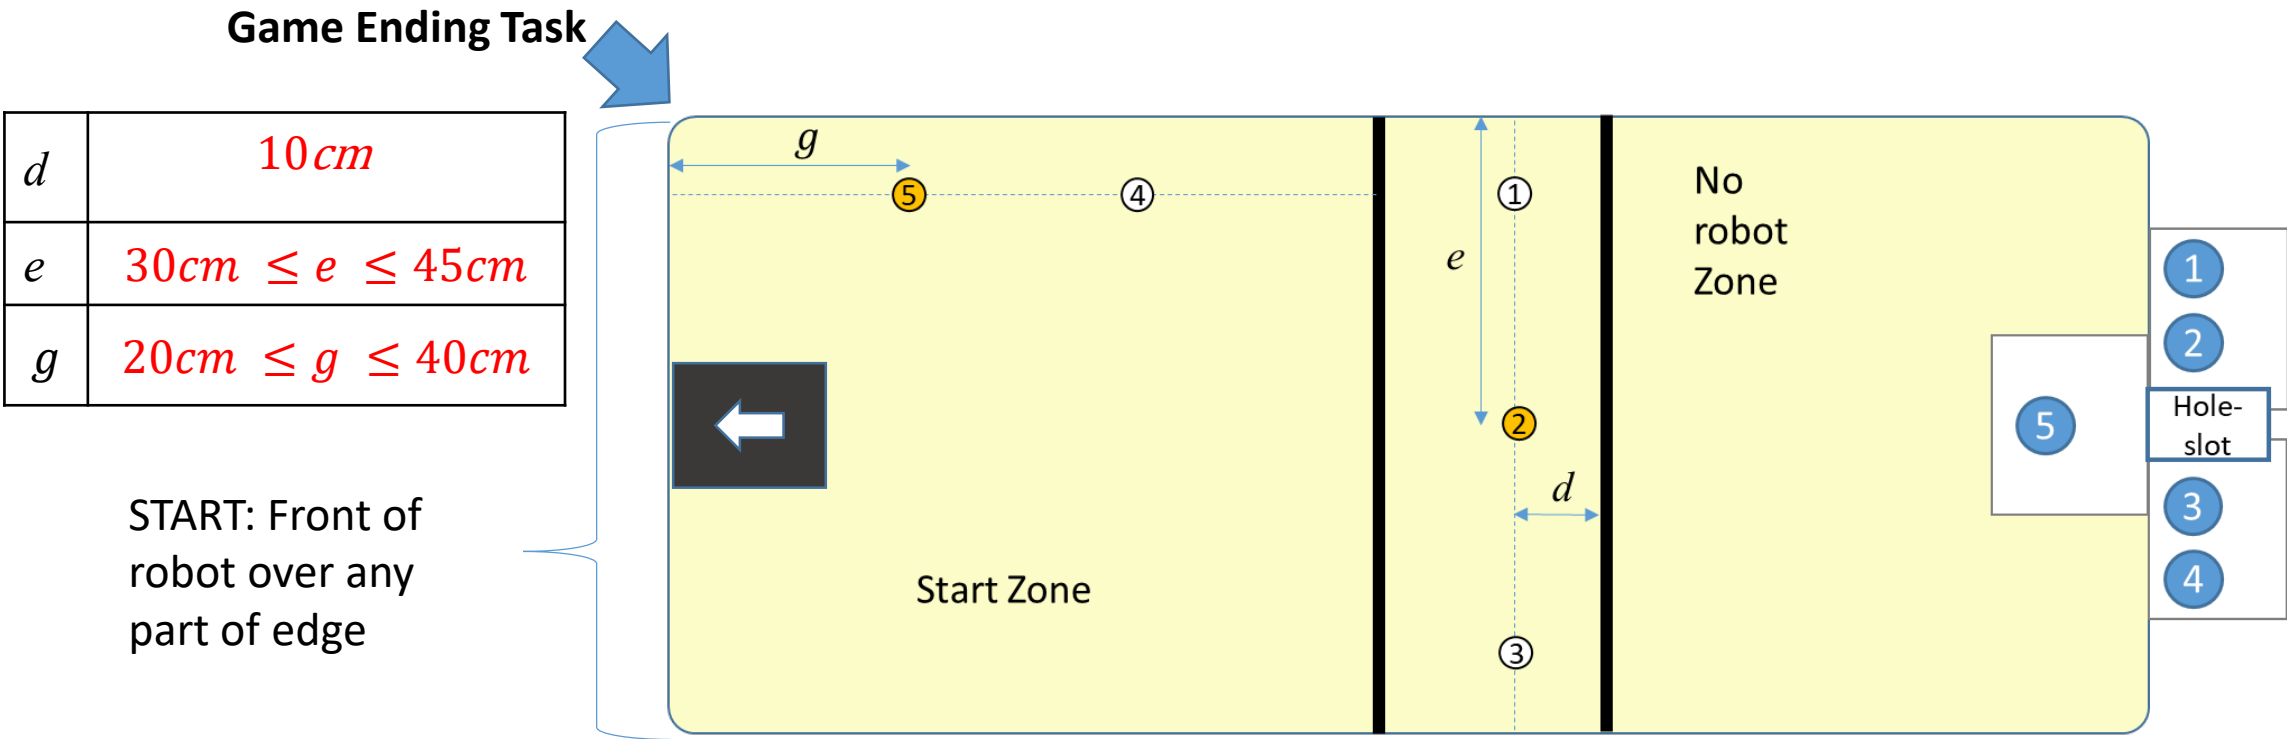 Game Ending Task
d 10cm
e 30cm ≤ e ≤ 45cm
g 20cm ≤ g ≤ 40cm
START: Front of
robot over any
part of edge
g
5 4 1
e
2
d
3
Start Zone
No
robot
Zone
1
2
5
Hole-
slot
3
4